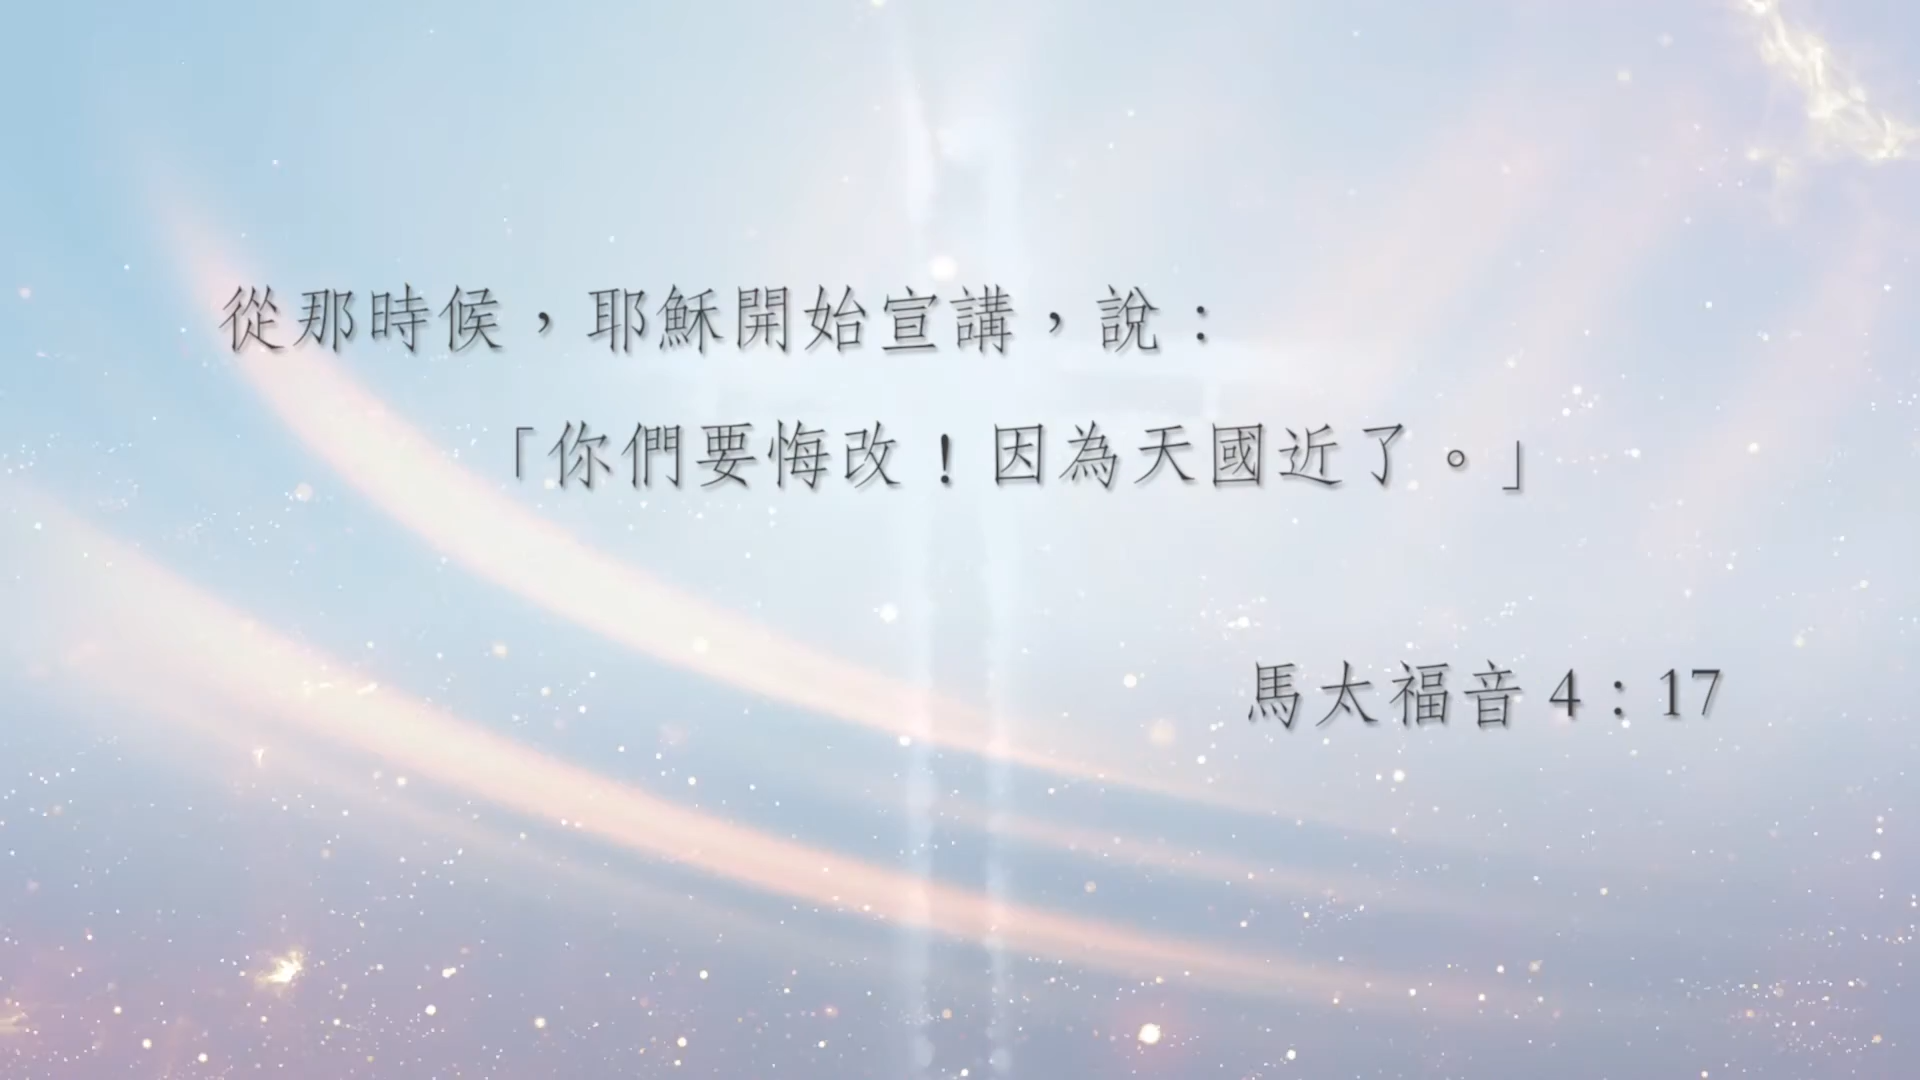 從那時候，耶穌開始宣講，說：
「你們要悔改！因為天國近了。」
馬太福音 4：17